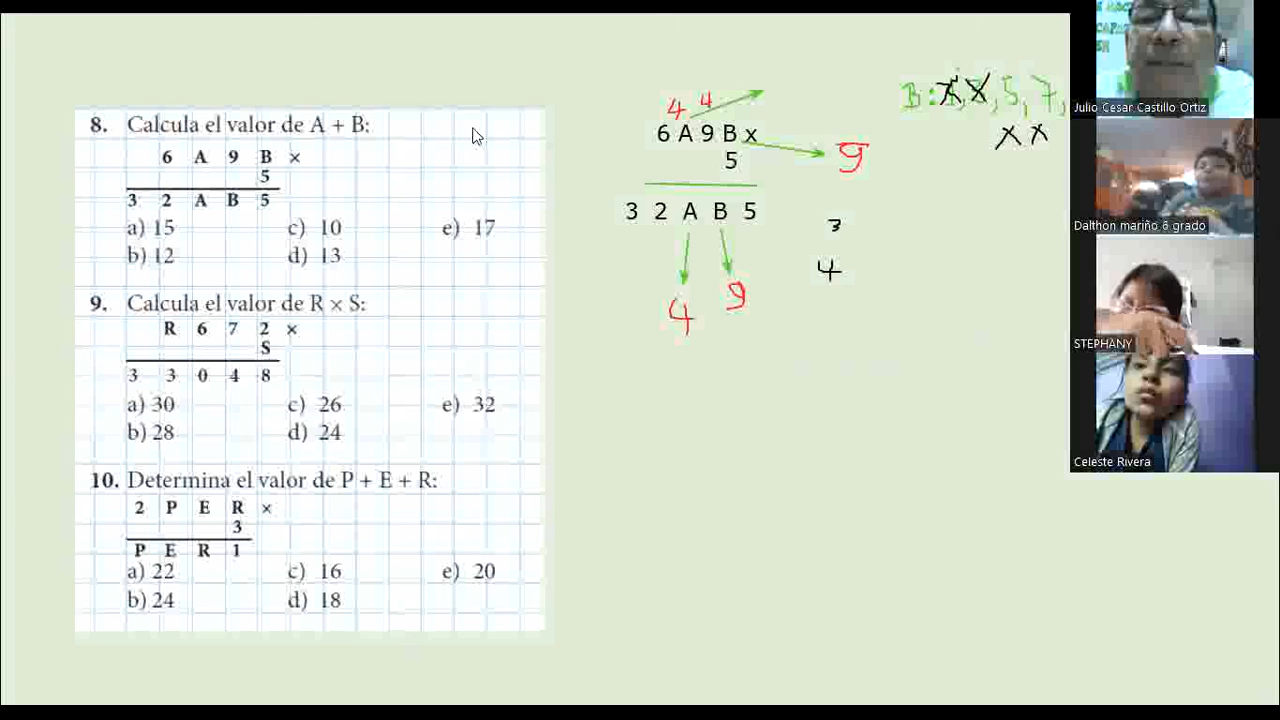 8. Calcula el valor de A + B:
6 A 9 B ×
5
3 2 A B 5
a) 15 c) 10 e) 17
b) 12 d) 13
9. Calcula el valor de R × S:
R 6 7 2 ×
S
3 3 0 4 8
a) 30 c) 26 e) 32
b) 28 d) 24
10. Determina el valor de P + E + R:
2 P E R ×
3
P E R 1
a) 22 c) 16 e) 20
b) 24 d) 18
4 4
6 A 9 B x
5
3 2 A B 5
4 9
9
3
4
B: 5, 7,
x x
Julio Cesar Castillo Ortiz
Dalthon mariño 6 grado
STEPHANY
Celeste Rivera